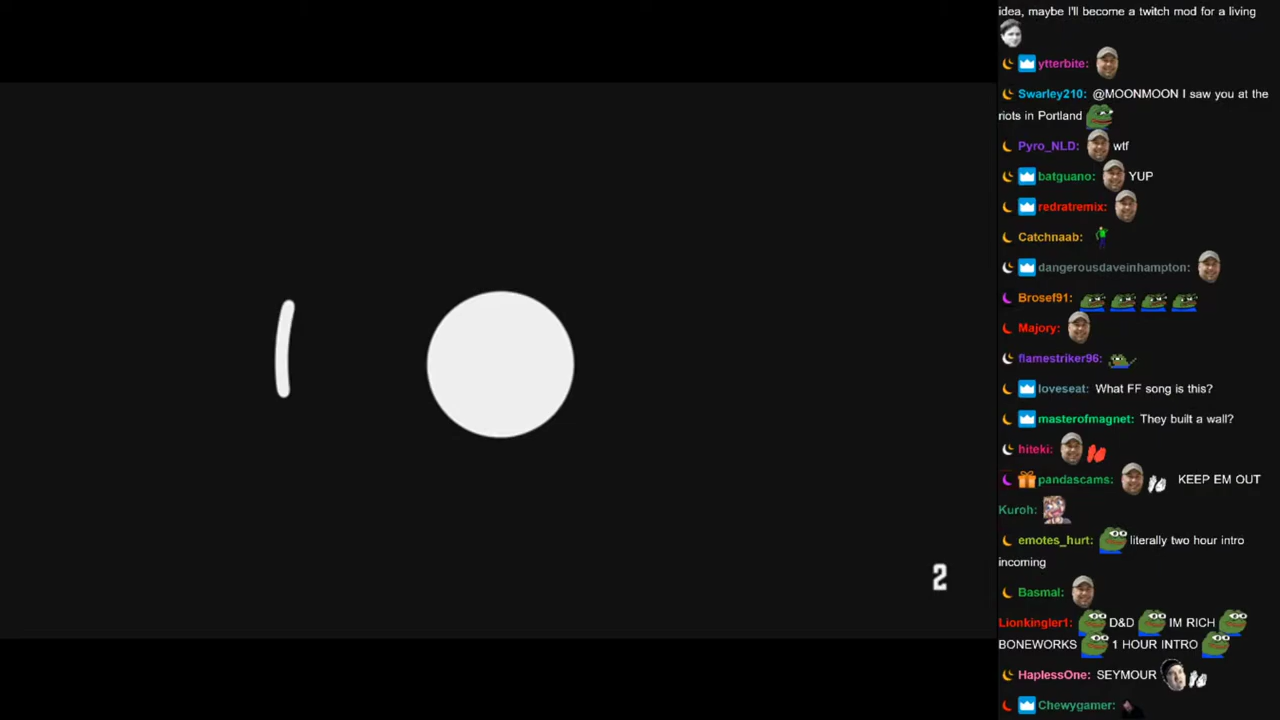 idea, maybe I'll become a twitch mod for a living
ytterbite:
Swarley210: @MOONMOON I saw you at the
riots in Portland
Pyro_NLD: wtf
batguano: YUP
redratremix:
Catchnaab:
dangerousdaveinhampton:
Brosef91:
Majory:
flamestriker96:
loveseat: What FF song is this?
masterofmagnet: They built a wall?
hiteki:
pandascams: KEEP EM OUT
Kuroh:
emotes_hurt: literally two hour intro
incoming
2
Basmal:
Lionkingler1: D&D IM RICH
BONEWORKS 1 HOUR INTRO
HaplessOne: SEYMOUR
Chewygamer: